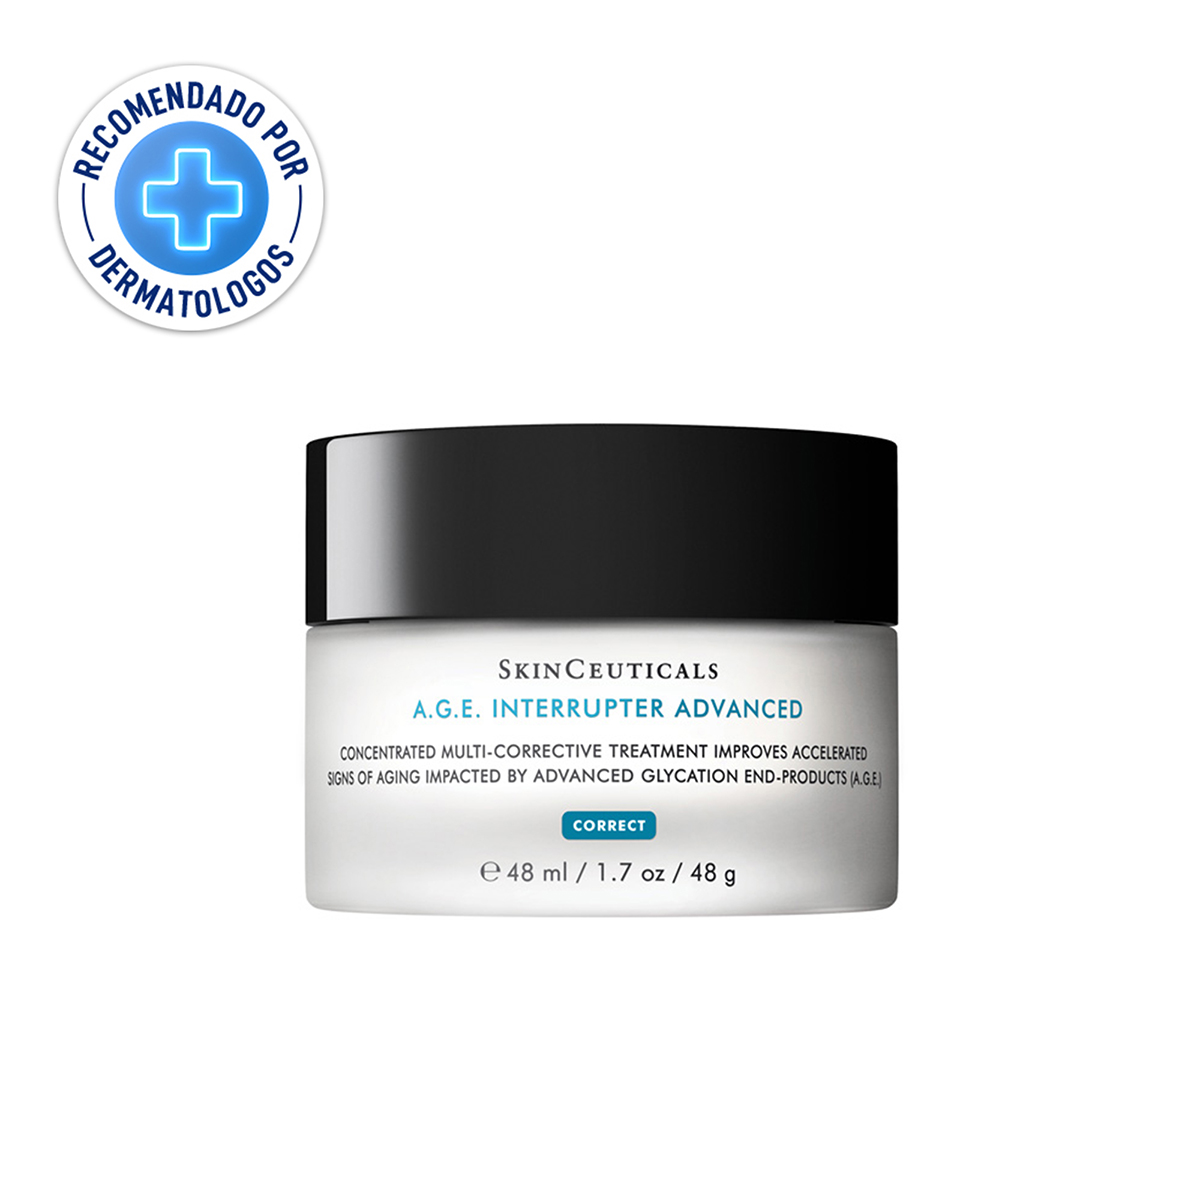 RECOMENDADO POR
DERMATOLOGOS
SKINCEUTICALS
A.G.E. INTERRUPTER ADVANCED
CONCENTRATED MULTI-CORRECTIVE TREATMENT IMPROVES ACCELERATED
SIGNS OF AGING IMPACTED BY ADVANCED GLYCATION END-PRODUCTS (A.G.E.)
CORRECT
℮ 48 ml / 1.7 oz / 48 g